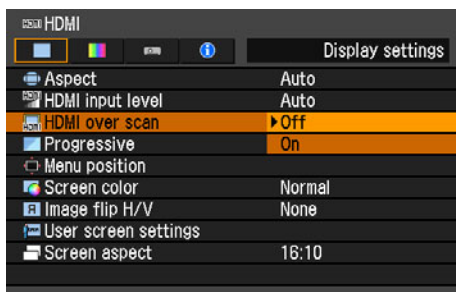 HDMI
Display settings
Aspect Auto
HDMI input level Auto
HDMI over scan Off
Progressive On
Menu position
Screen color Normal
Image flip H/V None
User screen settings
Screen aspect 16:10